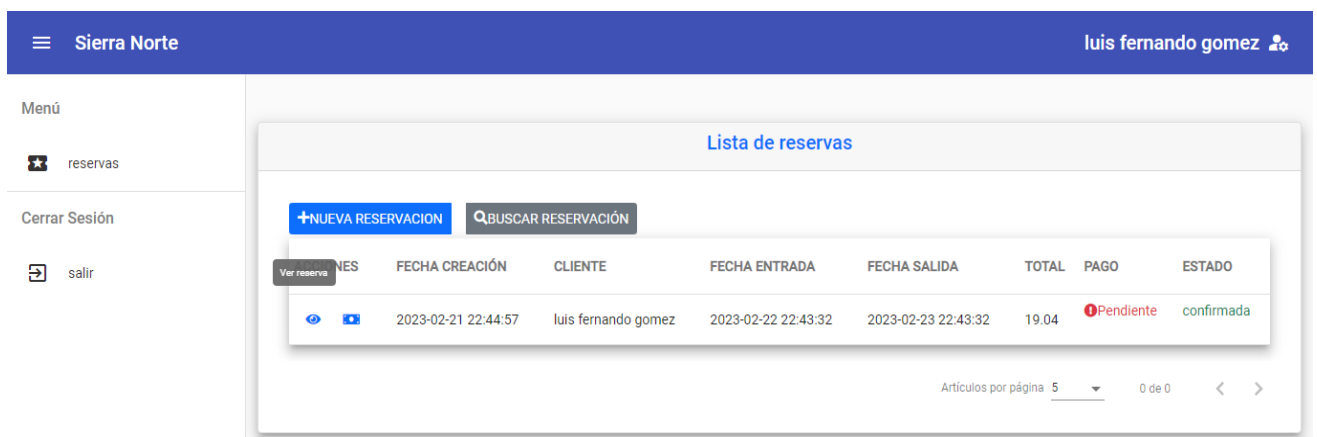 Sierra Norte
luis fernando gomez
Menú
reservas
Cerrar Sesión
salir
Lista de reservas
NUEVA RESERVACION
BUSCAR RESERVACIÓN
Ver reserva
ACCIONES FECHA CREACIÓN CLIENTE FECHA ENTRADA FECHA SALIDA TOTAL PAGO ESTADO
2023-02-21 22:44:57 luis fernando gomez 2023-02-22 22:43:32 2023-02-23 22:43:32 19.04 Pendiente confirmada
Artículos por página 5 0 de 0